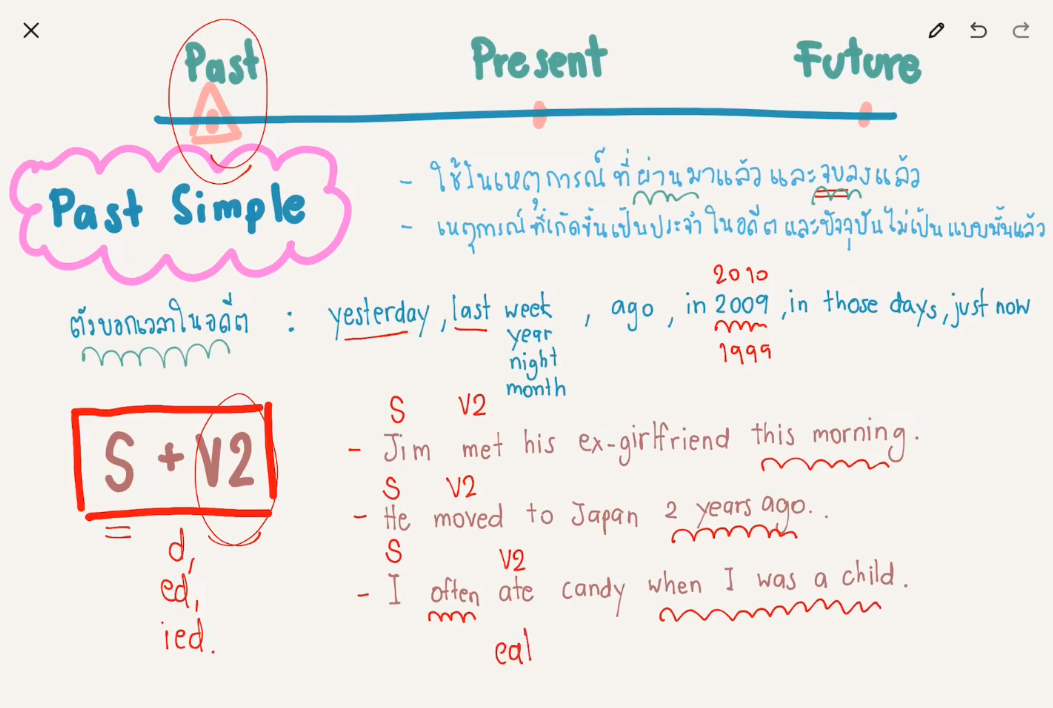 Past Present Future
Past Simple
- ใช้ในเหตุการณ์ที่ผ่านมาแล้ว และจบลงแล้ว
- เหตุการณ์ที่เกิดขึ้นเป็นประจำในอดีต และปัจจุบันไม่เป็นแบบนั้นแล้ว
2010
ตัวบอกเวลาในอดีต : yesterday, last week, ago, in 2009, in those days, just now
year 1999
night
month
S V2
S + V2 - Jim met his ex-girlfriend this morning.
S V2
- He moved to Japan 2 years ago..
d, S V2
ed, - I often ate candy when I was a child.
ied. eal